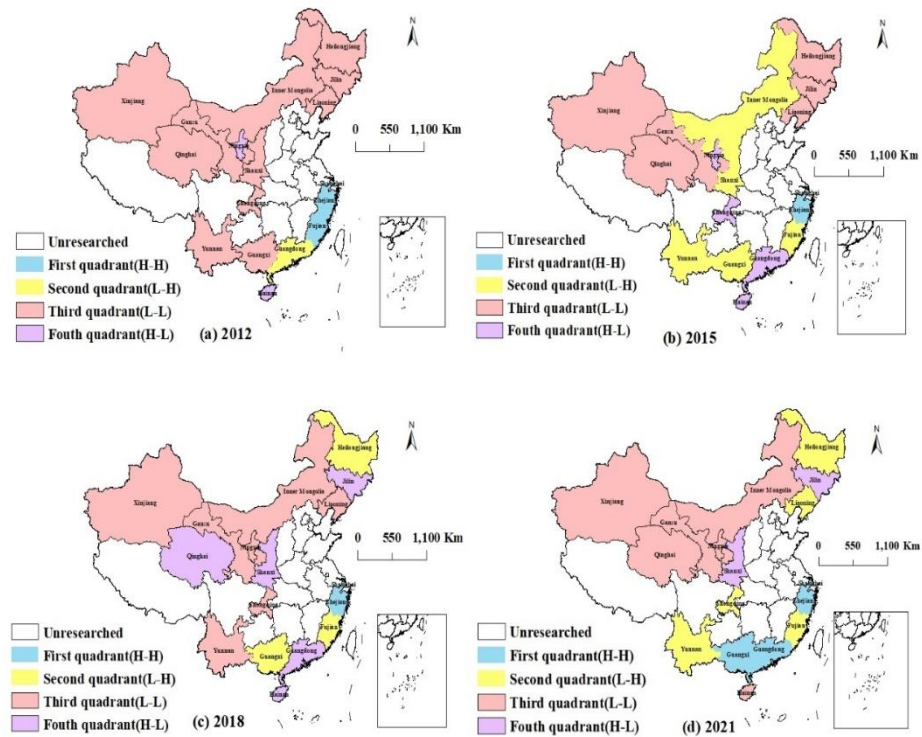 N
Heilongjiang
Jilin
Liaoning
Inner Mongolia
Xinjiang
Gansu
Ningxia
Qinghai
Shanxi
Shanghai
Zhejiang
Fujian
Yunnan
Guangxi
Guangdong
Hainan
0 550 1,100 Km
Unresearched
First quadrant(H-H)
Second quadrant(L-H)
Third quadrant(L-L)
Fouth quadrant(H-L)
(a) 2012
N
Heilongjiang
Jilin
Liaoning
Inner Mongolia
Xinjiang
Gansu
Ningxia
Qinghai
Shanxi
Shanghai
Zhejiang
Fujian
Yunnan
Guangxi
Guangdong
Hainan
0 550 1,100 Km
Unresearched
First quadrant(H-H)
Second quadrant(L-H)
Third quadrant(L-L)
Fouth quadrant(H-L)
(b) 2015
N
Heilongjiang
Jilin
Liaoning
Inner Mongolia
Xinjiang
Gansu
Ningxia
Qinghai
Shanxi
Shanghai
Zhejiang
Fujian
Yunnan
Guangxi
Guangdong
Hainan
0 550 1,100 Km
Unresearched
First quadrant(H-H)
Second quadrant(L-H)
Third quadrant(L-L)
Fouth quadrant(H-L)
(c) 2018
N
Heilongjiang
Jilin
Liaoning
Inner Mongolia
Xinjiang
Gansu
Ningxia
Qinghai
Shanxi
Shanghai
Zhejiang
Fujian
Yunnan
Guangxi
Guangdong
Hainan
0 550 1,100 Km
Unresearched
First quadrant(H-H)
Second quadrant(L-H)
Third quadrant(L-L)
Fouth quadrant(H-L)
(d) 2021